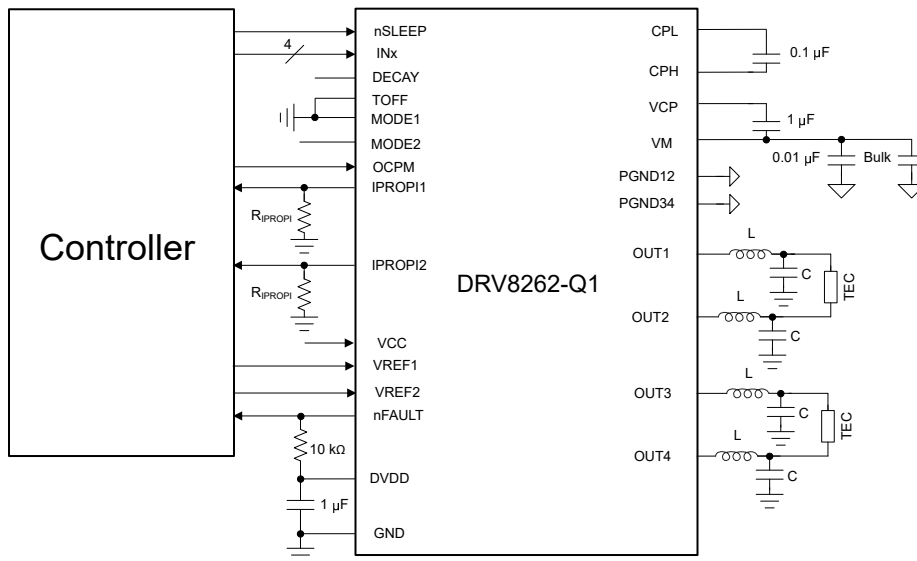 Controller
4
nSLEEP
INx
DECAY
TOFF
MODE1
MODE2
OCPM
IPROPI1
RIPROPI
IPROPI2
RIPROPI
VCC
VREF1
VREF2
nFAULT
10 kΩ
DVDD
1 µF
GND
DRV8262-Q1
CPL
0.1 µF
CPH
VCP
1 µF
VM
0.01 µF
Bulk
PGND12
PGND34
OUT1
L
C
TEC
OUT2
L
C
OUT3
L
C
TEC
OUT4
L
C